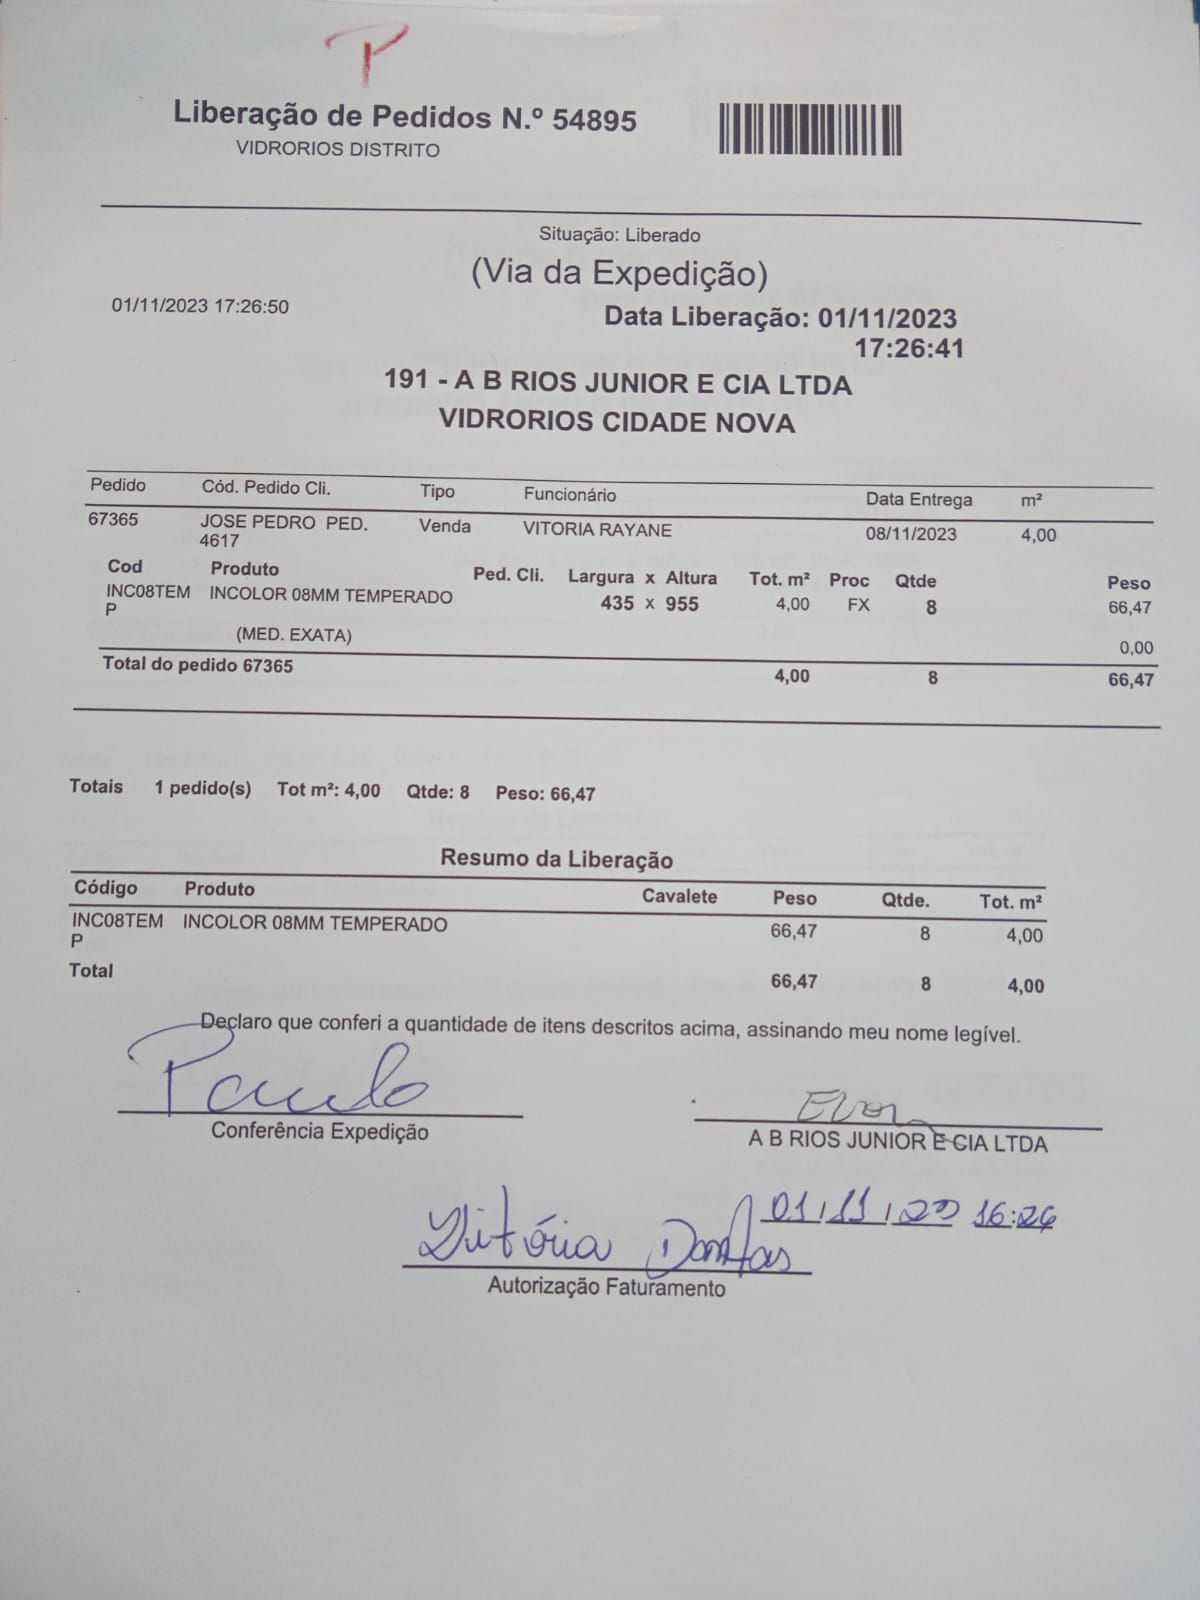 P
Liberação de Pedidos N.º 54895
VIDRORIOS DISTRITO
Situação: Liberado
(Via da Expedição)
01/11/2023 17:26:50
Data Liberação: 01/11/2023
17:26:41
191 - A B RIOS JUNIOR E CIA LTDA
VIDRORIOS CIDADE NOVA
Pedido Cód. Pedido Cli. Tipo Funcionário Data Entrega m²
67365 JOSE PEDRO PED. Venda VITORIA RAYANE 08/11/2023 4,00
4617
Cod Produto Ped. Cli. Largura x Altura Tot. m² Proc Qtde Peso
INC08TEM INCOLOR 08MM TEMPERADO 435 x 955 4,00 FX 8 66,47
P
(MED. EXATA) 0,00
Total do pedido 67365 4,00 8 66,47
Totais 1 pedido(s) Tot m²: 4,00 Qtde: 8 Peso: 66,47
Resumo da Liberação
Código Produto Cavalete Peso Qtde. Tot. m²
INC08TEM INCOLOR 08MM TEMPERADO 66,47 8 4,00
P
Total 66,47 8 4,00
Declaro que conferi a quantidade de itens descritos acima, assinando meu nome legível.
Paulo
Conferência Expedição
A B RIOS JUNIOR E CIA LTDA
01/11/23 16:26
Vitória Dantas
Autorização Faturamento